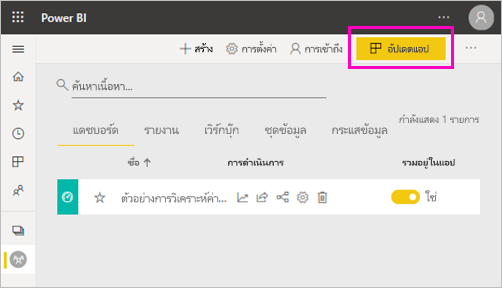 Power BI
สร้าง การตั้งค่า การเข้าถึง อัปเดตแอป
ค้นหาเนื้อหา...
แดชบอร์ด รายงาน เวิร์กบุ๊ก ชุดข้อมูล กระแสข้อมูล กำลังแสดง 1 รายการ
ชื่อ การดำเนินการ รวมอยู่ในแอป
ตัวอย่างการวิเคราะห์ค่า... ใช่